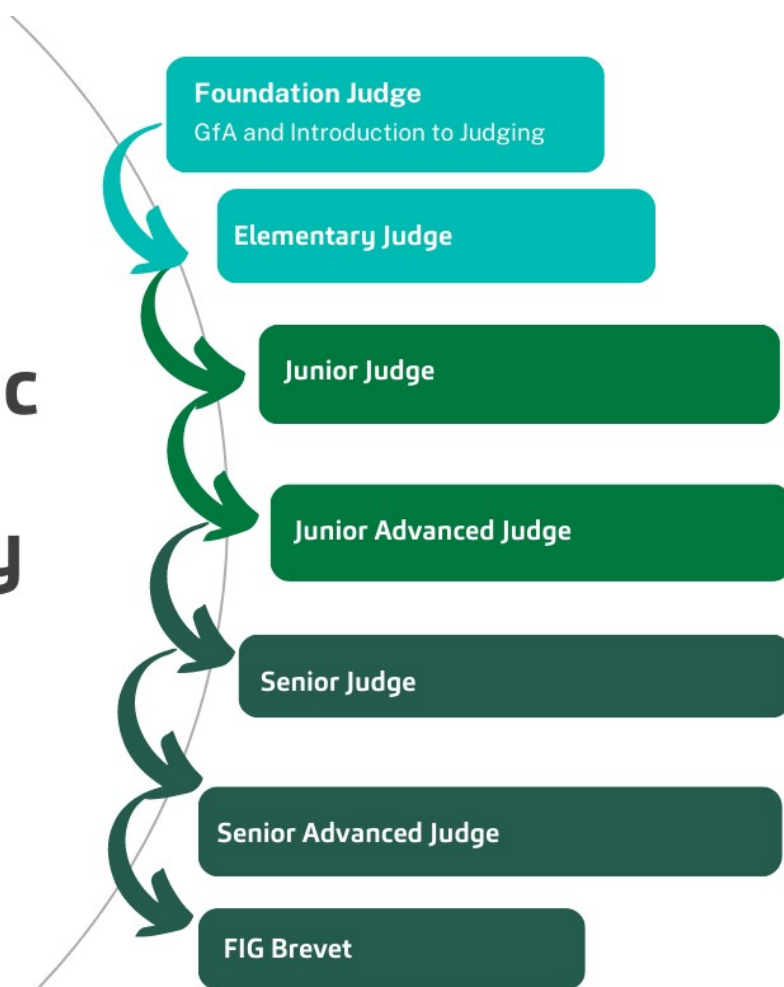 Foundation Judge
GfA and Introduction to Judging
Elementary Judge
Junior Judge
c
Junior Advanced Judge
y
Senior Judge
Senior Advanced Judge
FIG Brevet